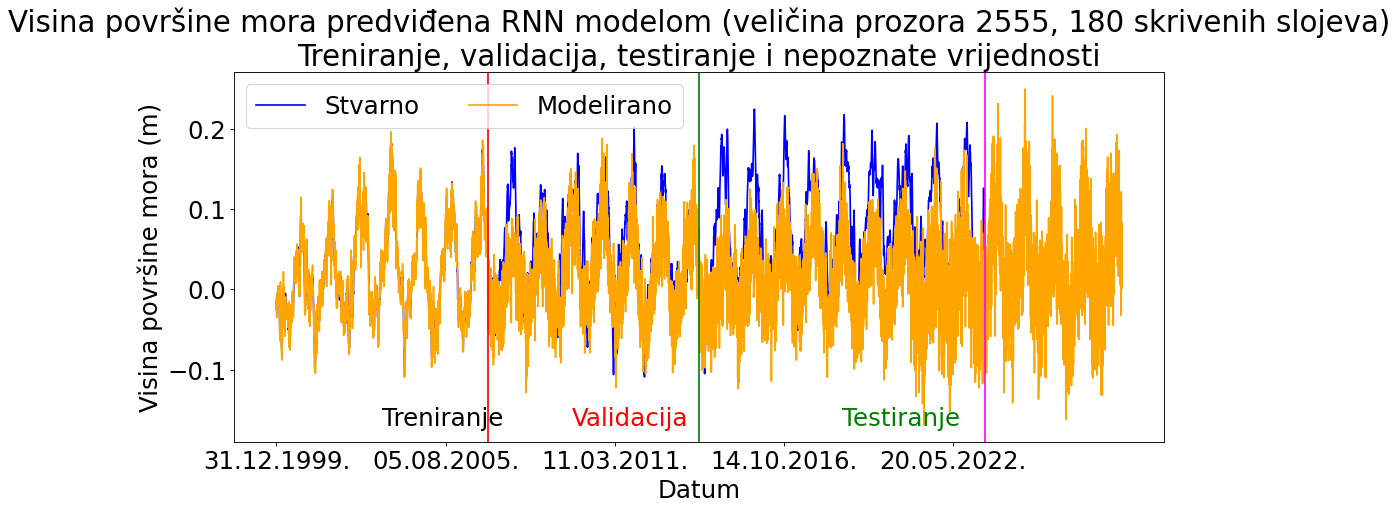 Visina površine mora predviđena RNN modelom (veličina prozora 2555, 180 skrivenih slojeva)
Treniranje, validacija, testiranje i nepoznate vrijednosti
Stvarno Modelirano
Visina površine mora (m)
0.2
0.1
0.0
−0.1
Treniranje Validacija Testiranje
31.12.1999. 05.08.2005. 11.03.2011. 14.10.2016. 20.05.2022.
Datum